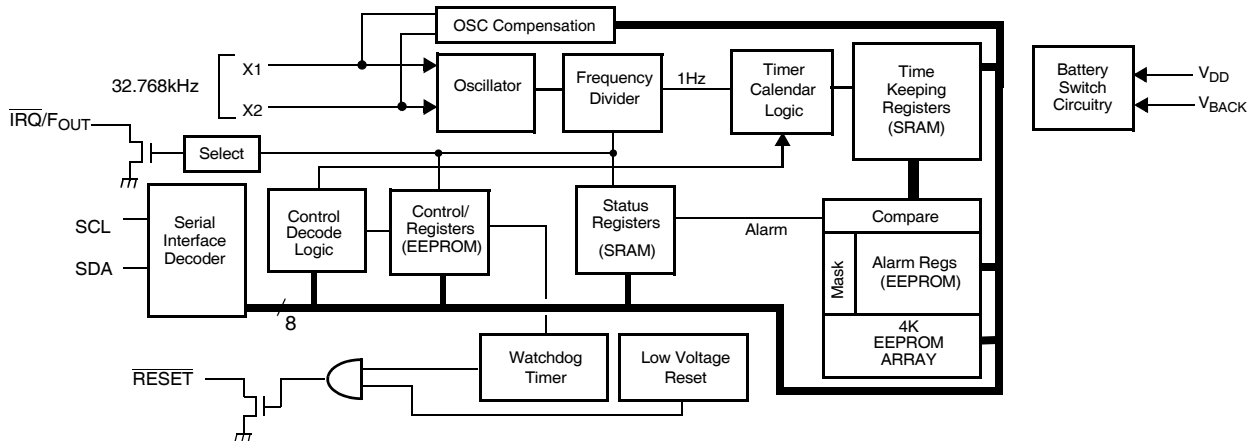 OSC Compensation
32.768kHz
X1
X2
Oscillator
Frequency
Divider
1Hz
Timer
Calendar
Logic
Time
Keeping
Registers
(SRAM)
Battery
Switch
Circuitry
VDD
VBACK
IRQ/FOUT
Select
SCL
SDA
Serial
Interface
Decoder
Control
Decode
Logic
Control/
Registers
(EEPROM)
Status
Registers
(SRAM)
Alarm
Compare
Mask
Alarm Regs
(EEPROM)
4K
EEPROM
ARRAY
8
RESET
Watchdog
Timer
Low Voltage
Reset